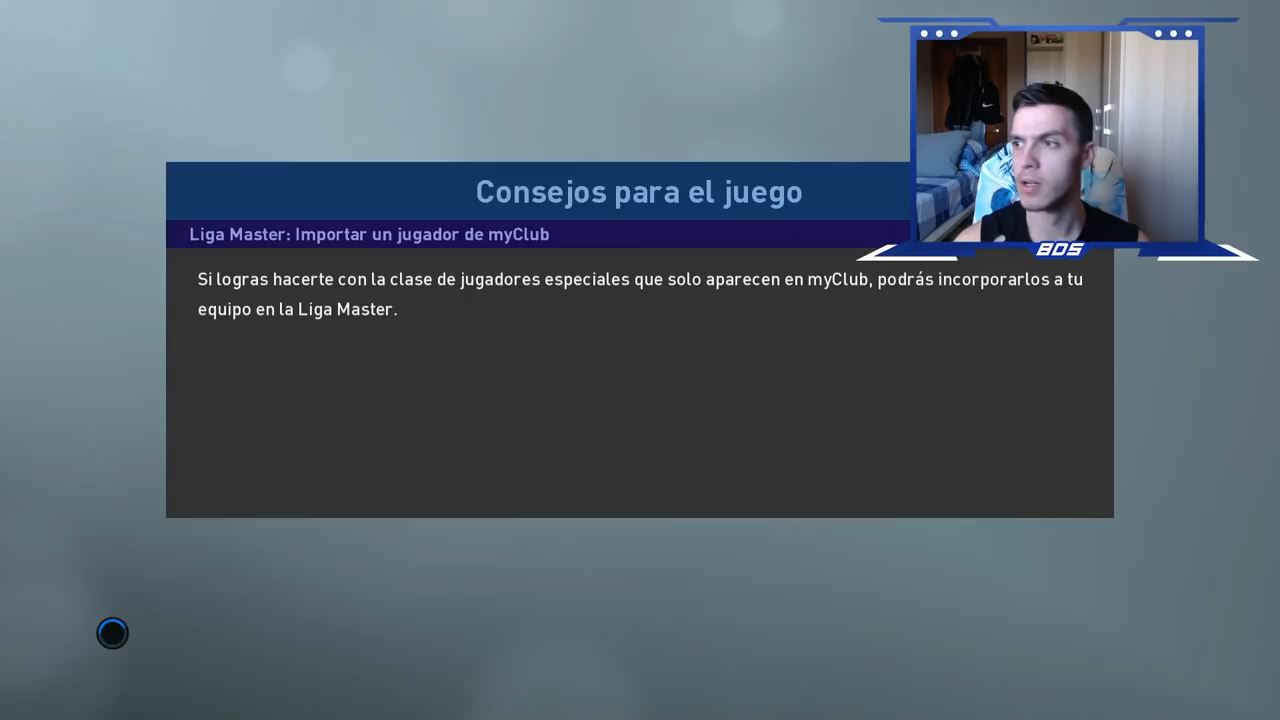 Consejos para el juego
Liga Master: Importar un jugador de myClub
Si logras hacerte con la clase de jugadores especiales que solo aparecen en myClub, podrás incorporarlos a tu
equipo en la Liga Master.
BDS